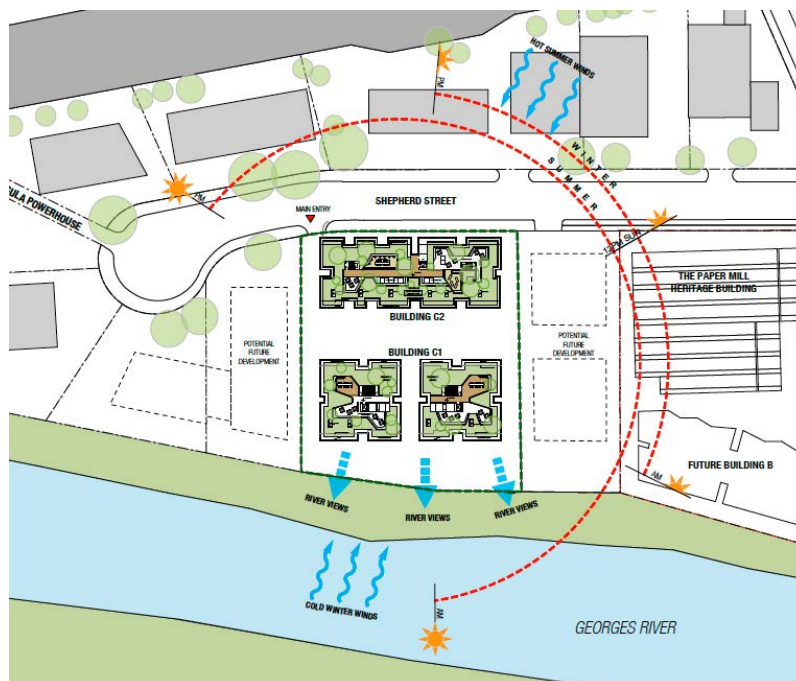 HOT SUMMER WINDS
PM
WINTER
SUMMER
PM
SHEPHERD STREET
ULA POWERHOUSE
MAIN ENTRY
12PM SUN
THE PAPER MILL
HERITAGE BUILDING
BUILDING C2
POTENTIAL
FUTURE
DEVELOPMENT
BUILDING C1
POTENTIAL
FUTURE
DEVELOPMENT
FUTURE BUILDING B
AM
RIVER VIEWS
RIVER VIEWS
RIVER VIEWS
COLD WINTER WINDS
AM
GEORGES RIVER